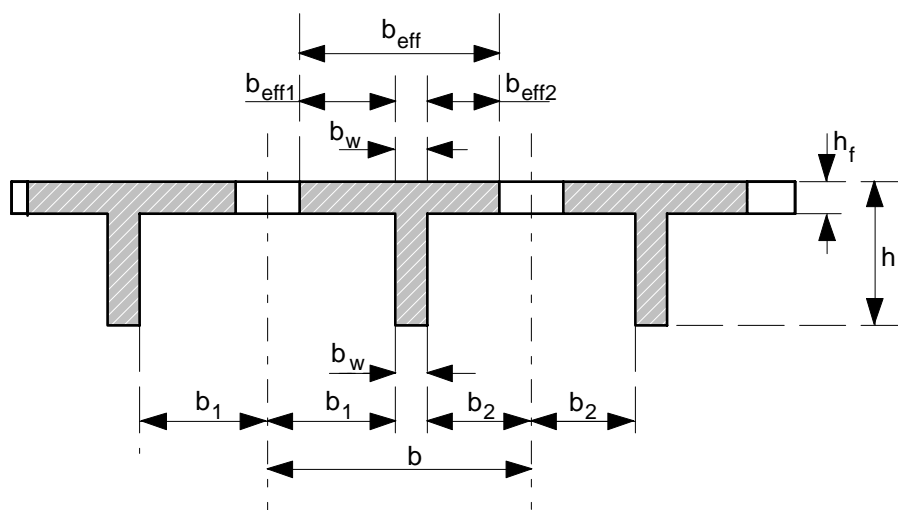 b_eff
b_eff1 b_eff2
b_w h_f
h
b_w
b_1 b_1 b_2 b_2
b